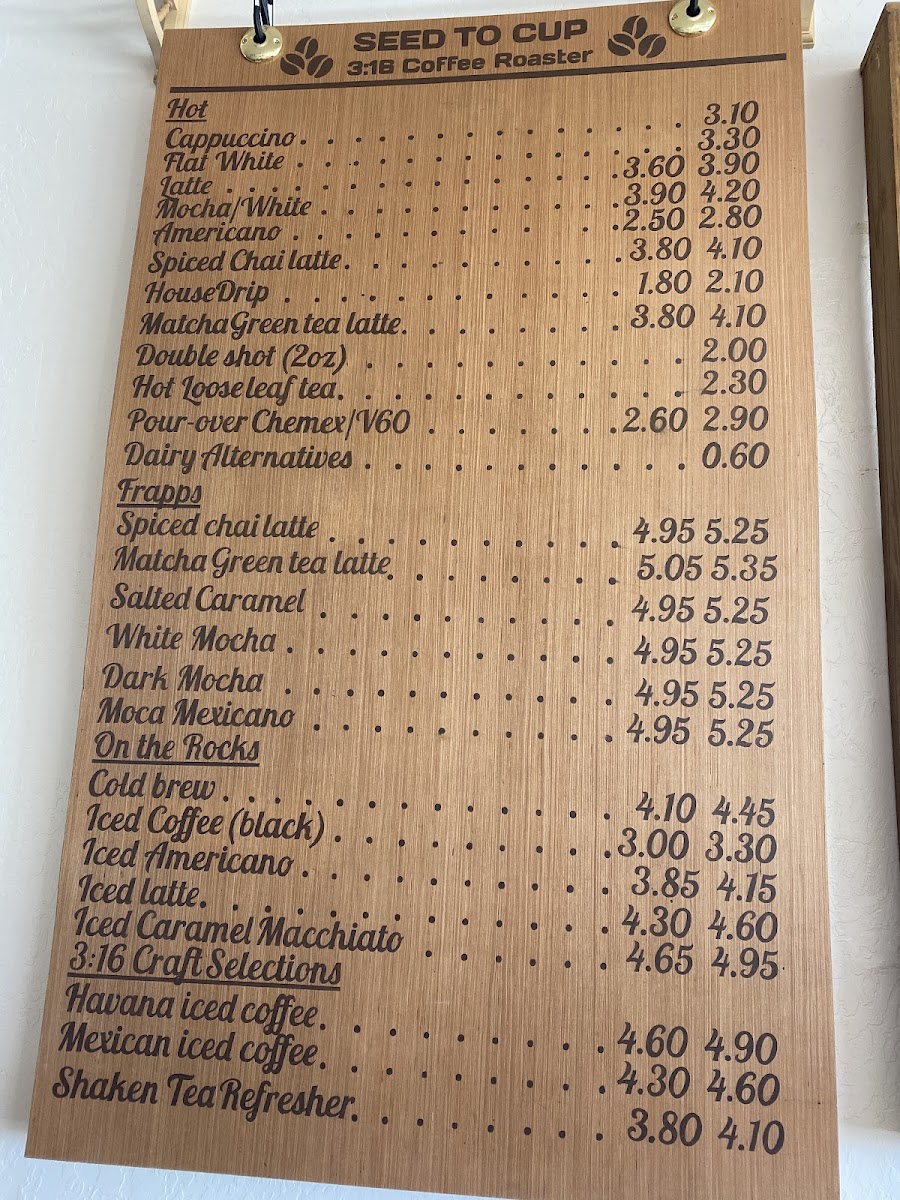 SEED TO CUP
3:16 Coffee Roaster
Hot
Cappuccino . . . . . . . . . . . . . . 3.10
Flat White . . . . . . . . . . . . . . 3.30
Latte . . . . . . . . . . . . . . 3.60 3.90
Mocha/White . . . . . . . . . . . 3.90 4.20
Americano . . . . . . . . . . . 2.50 2.80
Spiced Chai latte . . . . . . . . . . 3.80 4.10
HouseDrip . . . . . . . . . . . . 1.80 2.10
Matcha Green tea latte . . . . . . . . 3.80 4.10
Double shot (2oz) . . . . . . . . . . . 2.00
Hot Looseleaf tea . . . . . . . . . . . 2.30
Pour-over Chemex/V60 . . . . . . . 2.60 2.90
Dairy Alternatives . . . . . . . . . . . 0.60
Frapps
Spiced chai latte . . . . . . . . . . 4.95 5.25
Matcha Green tea latte . . . . . . . . 5.05 5.35
Salted Caramel . . . . . . . . . . 4.95 5.25
White Mocha . . . . . . . . . . . 4.95 5.25
Dark Mocha . . . . . . . . . . . 4.95 5.25
Moca Mexicano . . . . . . . . . . 4.95 5.25
On the Rocks
Cold brew . . . . . . . . . . . . . 4.10 4.45
Iced Coffee (black) . . . . . . . . . 3.00 3.30
Iced Americano . . . . . . . . . . 3.85 4.15
Iced latte . . . . . . . . . . . . . 4.30 4.60
Iced Caramel Macchiato . . . . . . 4.65 4.95
3:16 Craft Selections
Havana iced coffee . . . . . . . . . 4.60 4.90
Mexican iced coffee . . . . . . . . . 4.30 4.60
Shaken Tea Refresher . . . . . . . . 3.80 4.10